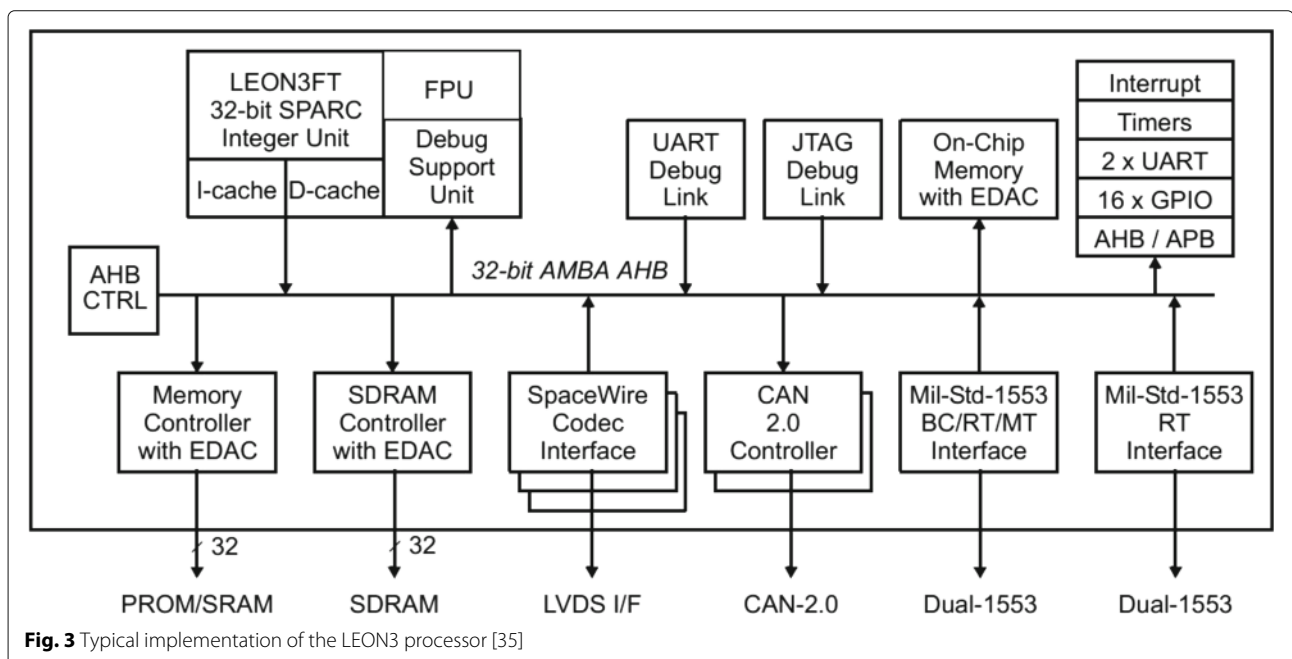 LEON3FT
32-bit SPARC
Integer Unit
I-cache
D-cache
FPU
Debug
Support
Unit
UART
Debug
Link
JTAG
Debug
Link
On-Chip
Memory
with EDAC
Interrupt
Timers
2 x UART
16 x GPIO
AHB / APB
AHB
CTRL
32-bit AMBA AHB
Memory
Controller
with EDAC
SDRAM
Controller
with EDAC
SpaceWire
Codec
Interface
CAN
2.0
Controller
Mil-Std-1553
BC/RT/MT
Interface
Mil-Std-1553
RT
Interface
32
32
PROM/SRAM
SDRAM
LVDS I/F
CAN-2.0
Dual-1553
Dual-1553
Fig. 3 Typical implementation of the LEON3 processor [35]